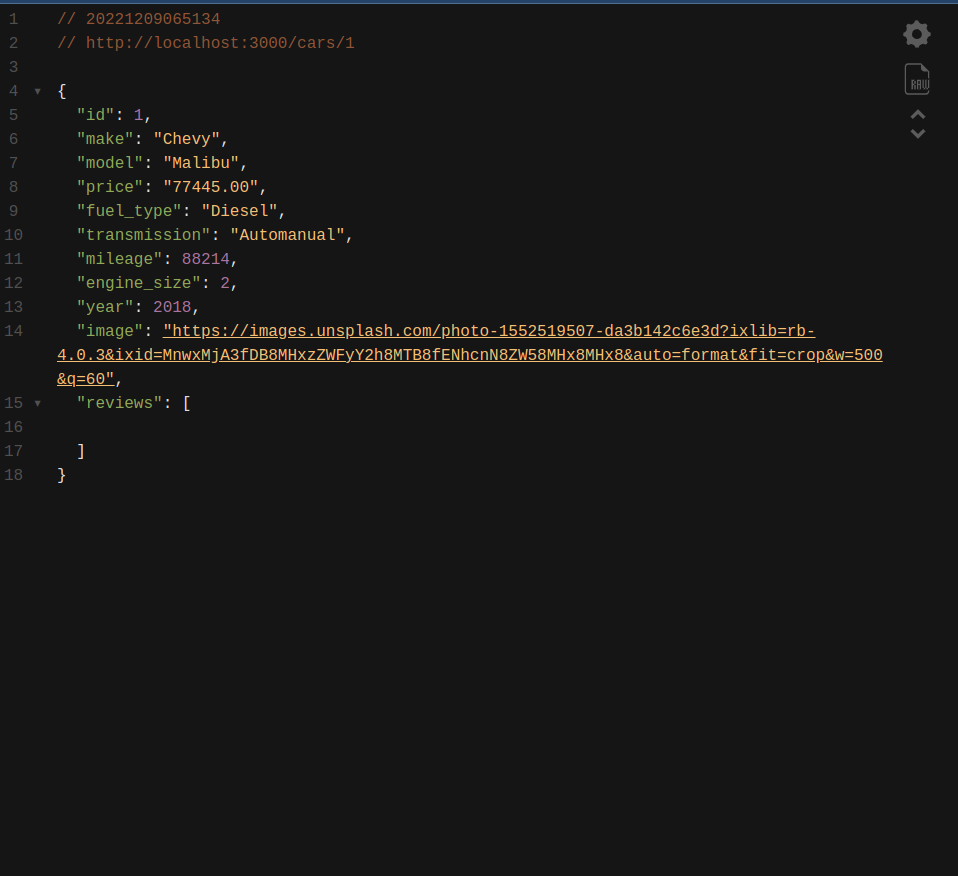 1 // 20221209065134
2 // http://localhost:3000/cars/1
3
4 ▼ {
5 "id": 1,
6 "make": "Chevy",
7 "model": "Malibu",
8 "price": "77445.00",
9 "fuel_type": "Diesel",
10 "transmission": "Automanual",
11 "mileage": 88214,
12 "engine_size": 2,
13 "year": 2018,
14 "image": "https://images.unsplash.com/photo-1552519507-da3b142c6e3d?ixlib=rb-
4.0.3&ixid=MnwxMjA3fDB8MHxzZWFyY2h8MTB8fENhcnN8ZW58MHx8MHx8&auto=format&fit=crop&w=500
&q=60",
15 ▼ "reviews": [
16
17 ]
18 }
RAW